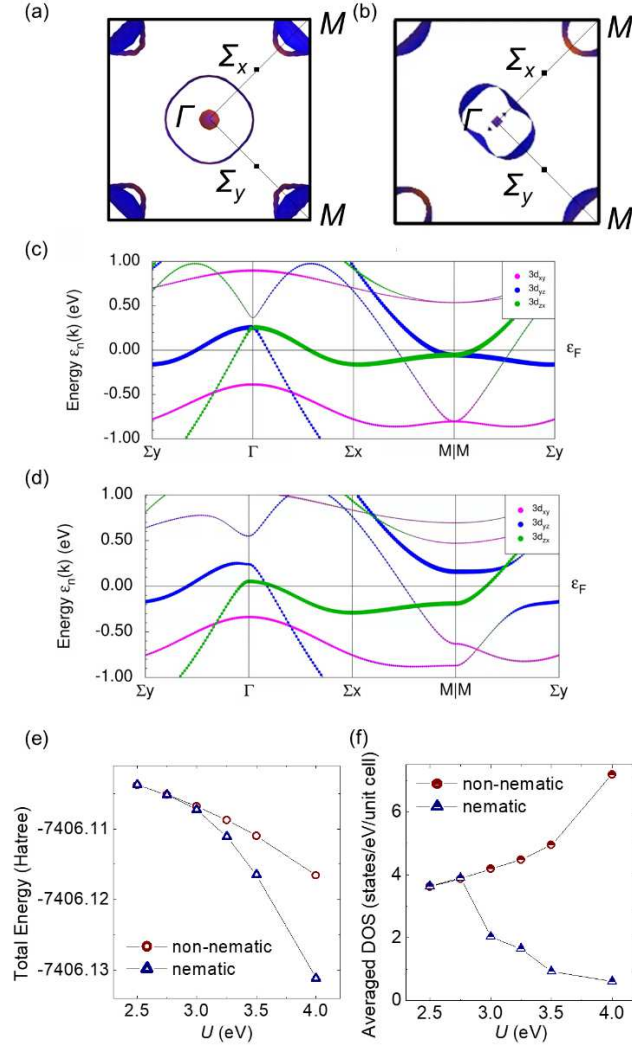 (a)
(b)
M
M
Σx
Σx
Γ
Γ
Σy
Σy
M
M
(c)
1.00
0.50
0.00
-0.50
-1.00
Energy εn(k) (eV)
3dxy
3dyz
3dzx
εF
Σy Γ Σx M|M Σy
(d)
1.00
0.50
0.00
-0.50
-1.00
Energy εn(k) (eV)
3dxy
3dyz
3dzx
εF
Σy Γ Σx M|M Σy
(e)
-7406.11
-7406.12
-7406.13
Total Energy (Hatree)
non-nematic
nematic
2.5 3.0 3.5 4.0
U (eV)
(f)
6
4
2
0
Averaged DOS (states/eV/unit cell)
non-nematic
nematic
2.5 3.0 3.5 4.0
U (eV)